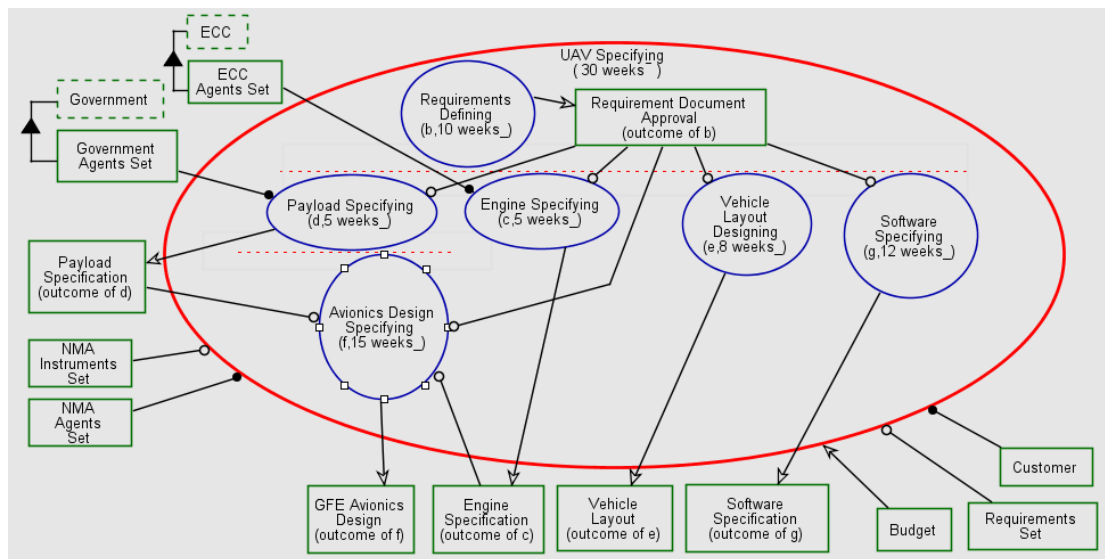 ECC
ECC
Agents Set
Government
Government
Agents Set
UAV Specifying
( 30 weeks_ )
Requirements
Defining
(b,10 weeks_)
Requirement Document
Approval
(outcome of b)
Payload Specifying
(d,5 weeks_)
Engine Specifying
(c,5 weeks_)
Vehicle
Layout
Designing
(e,8 weeks_)
Software
Specifying
(g,12 weeks_)
Payload
Specification
(outcome of d)
Avionics Design
Specifying
(f,15 weeks_)
NMA
Instruments
Set
NMA
Agents
Set
GFE Avionics
Design
(outcome of f)
Engine
Specification
(outcome of c)
Vehicle
Layout
(outcome of e)
Software
Specification
(outcome of g)
Budget
Customer
Requirements
Set